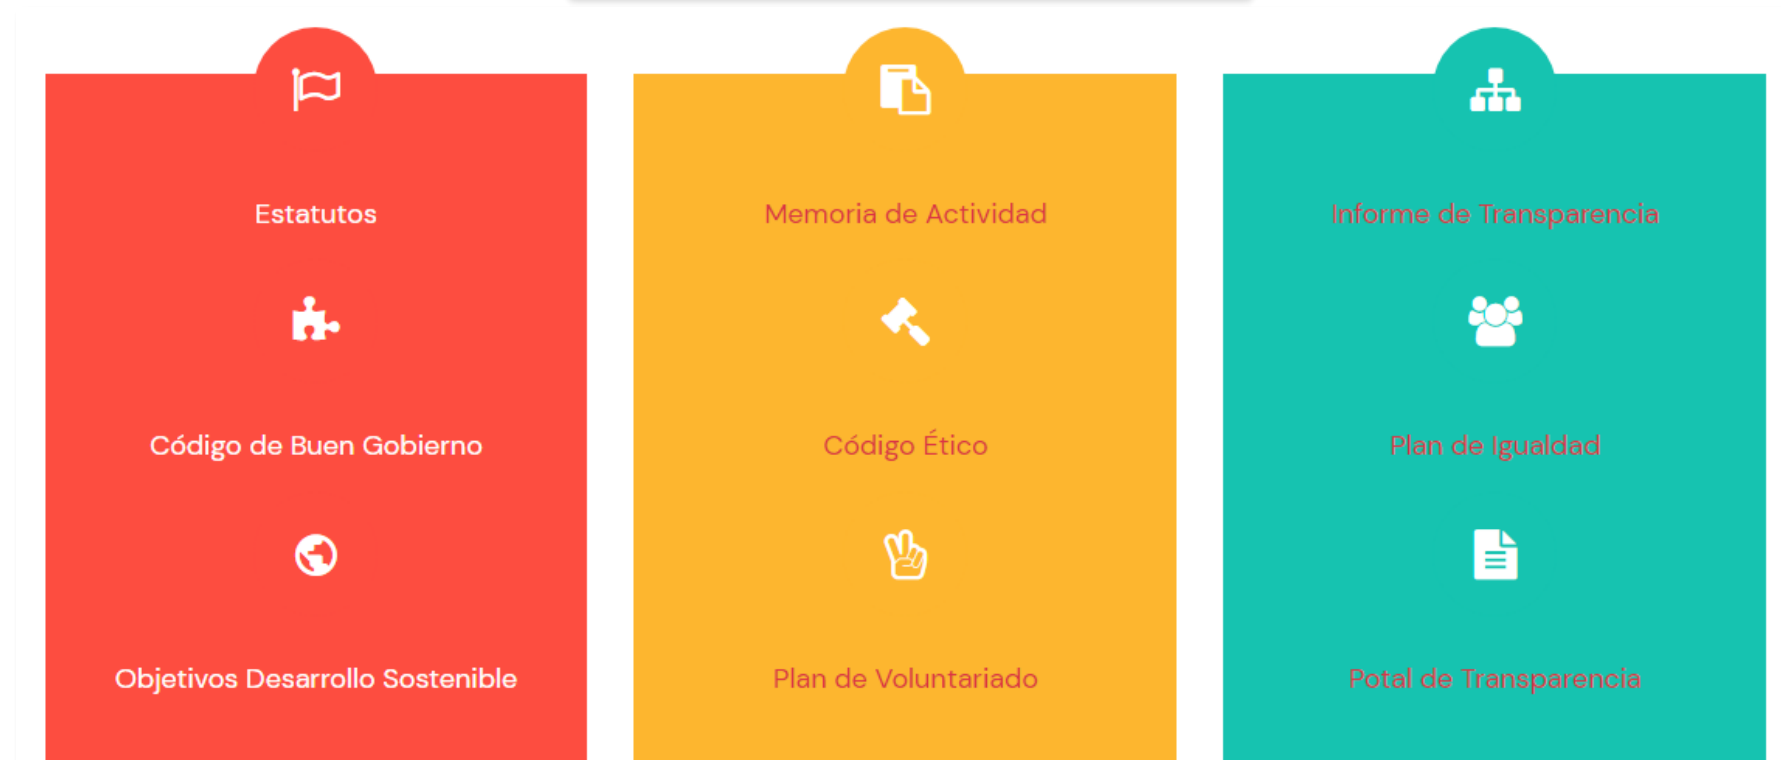 Estatutos
Código de Buen Gobierno
Objetivos Desarrollo Sostenible
Memoria de Actividad
Código Ético
Plan de Voluntariado
Informe de Transparencia
Plan de Igualdad
Potal de Transparencia